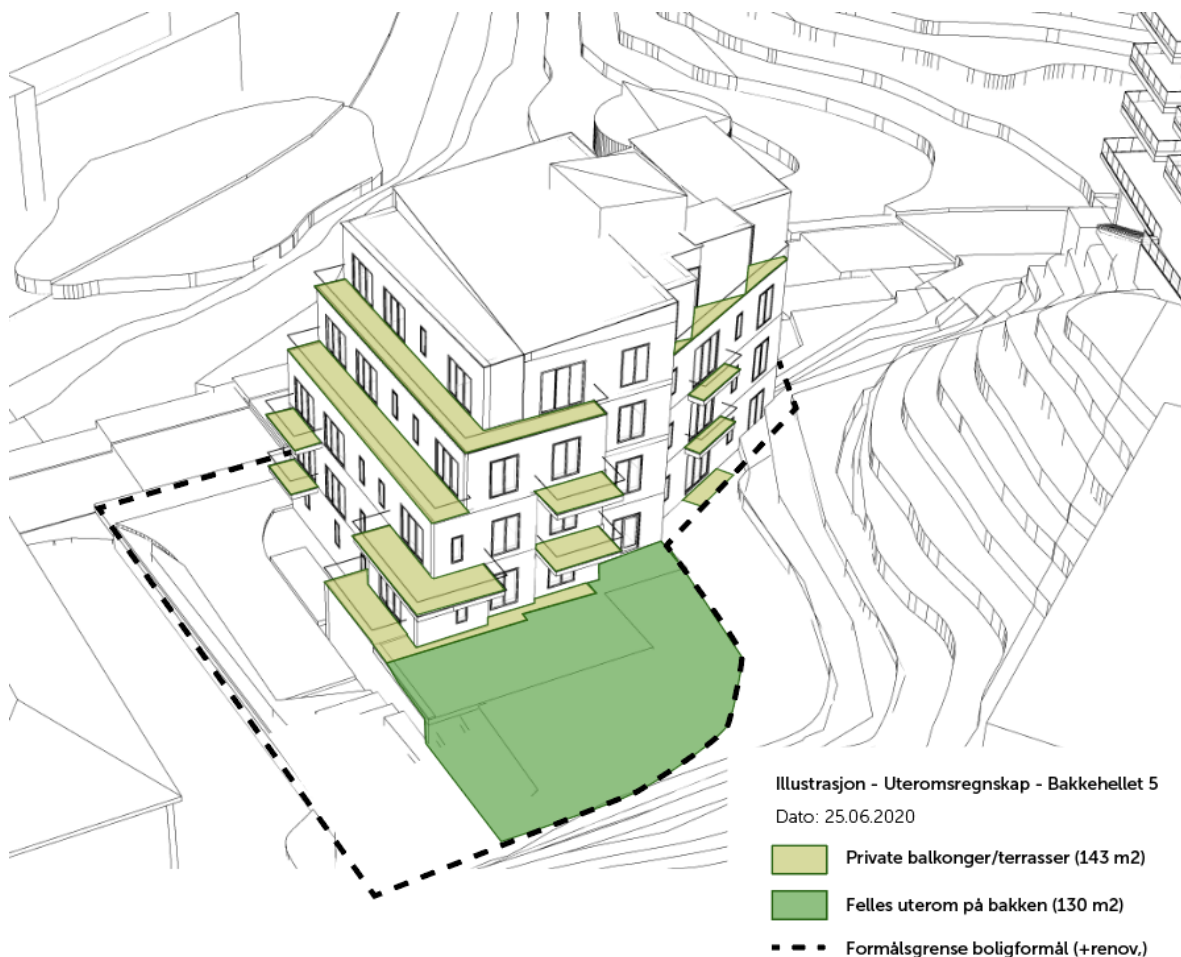 Illustrasjon - Uteromsregnskap - Bakkehellet 5
Dato: 25.06.2020
Private balkonger/terrasser (143 m2)
Felles uterom på bakken (130 m2)
Formålsgrense boligformål (+renov,)